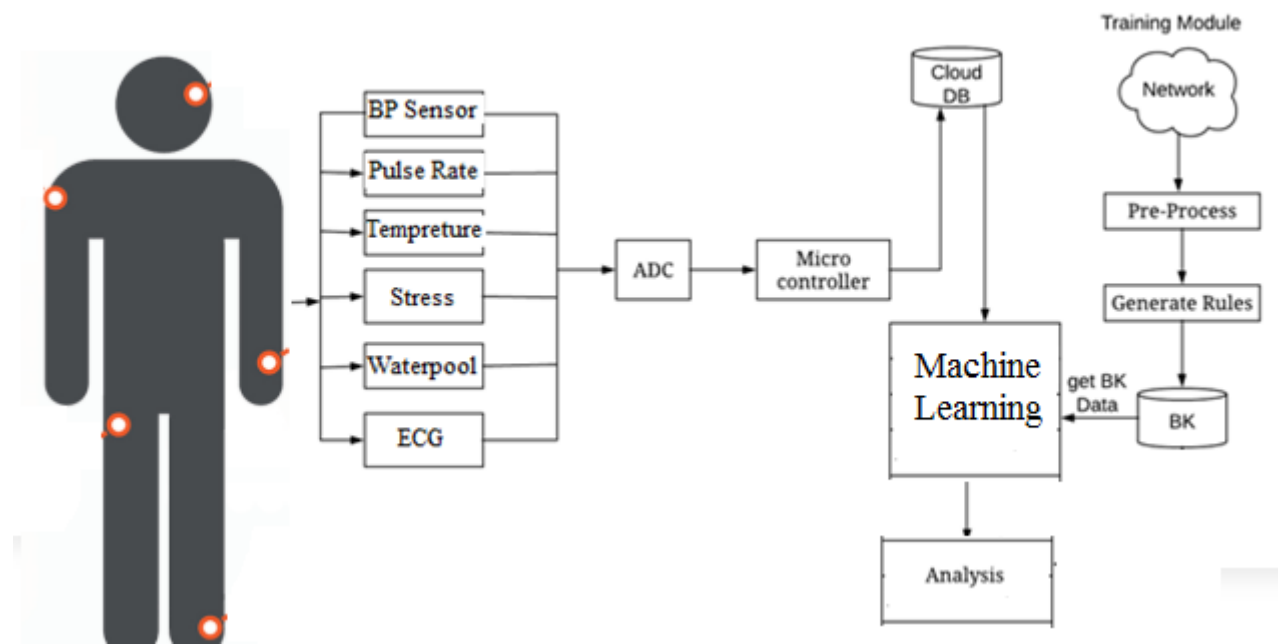 Training Module
Network
Cloud
DB
BP Sensor
Pulse Rate
Tempreture
Stress
Waterpool
ECG
ADC
Micro
controller
Pre-Process
Generate Rules
get BK
Data
BK
Machine
Learning
Analysis